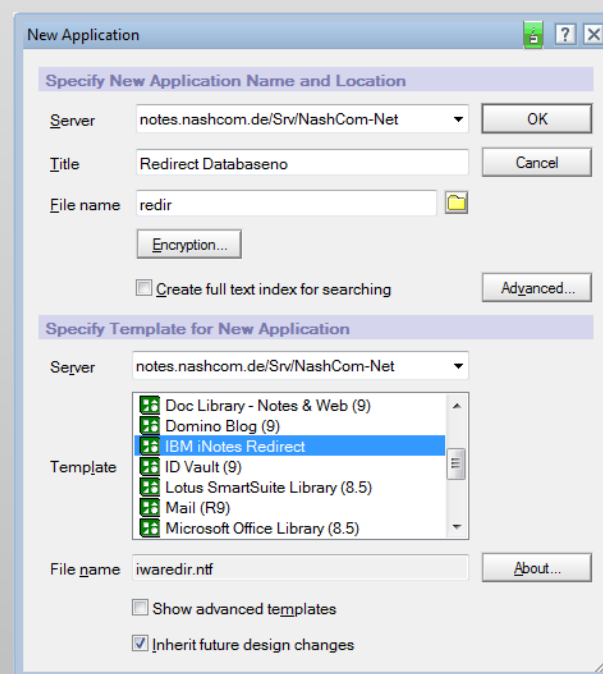 New Application
Specify New Application Name and Location
Server notes.nashcom.de/Srv/NashCom-Net OK
Title Redirect Databaseno Cancel
File name redir
Encryption...
Create full text index for searching Advanced...
Specify Template for New Application
Server notes.nashcom.de/Srv/NashCom-Net
Doc Library - Notes & Web (9)
Domino Blog (9)
IBM iNotes Redirect
Template ID Vault (9)
Lotus SmartSuite Library (8.5)
Mail (R9)
Microsoft Office Library (8.5)
File name iwaredir.ntf About...
Show advanced templates
Inherit future design changes